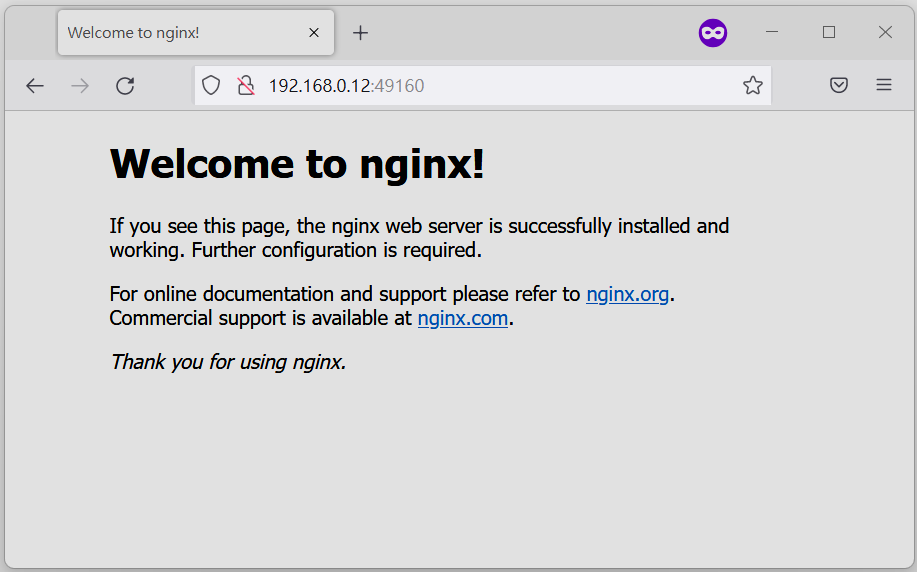 Welcome to nginx!
192.168.0.12:49160
Welcome to nginx!
If you see this page, the nginx web server is successfully installed and
working. Further configuration is required.
For online documentation and support please refer to nginx.org.
Commercial support is available at nginx.com.
Thank you for using nginx.